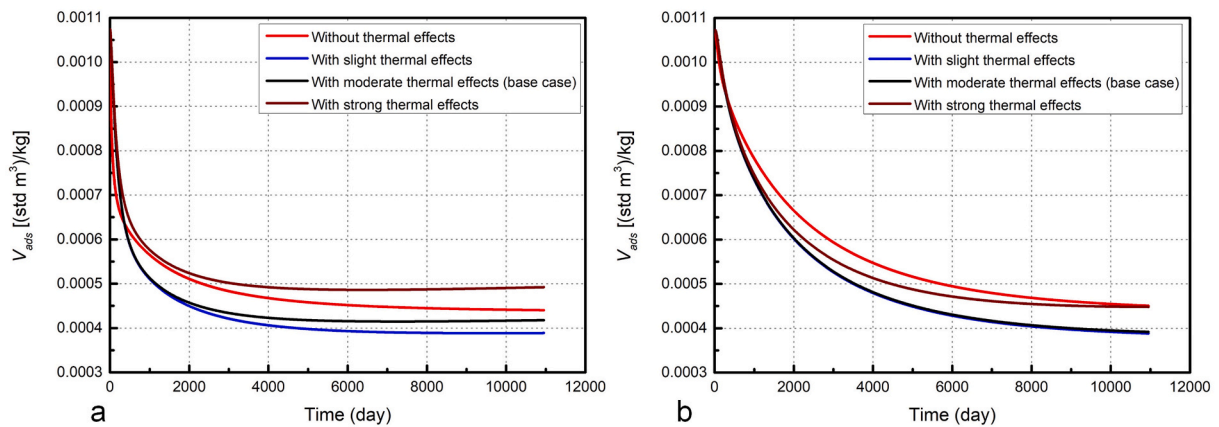 0.0011
0.0010
0.0009
0.0008
0.0007
0.0006
0.0005
0.0004
0.0003
V_ads [(std m³)/kg]
Without thermal effects
With slight thermal effects
With moderate thermal effects (base case)
With strong thermal effects
0 2000 4000 6000 8000 10000 12000
Time (day)
a
0.0011
0.0010
0.0009
0.0008
0.0007
0.0006
0.0005
0.0004
0.0003
V_ads [(std m³)/kg]
Without thermal effects
With slight thermal effects
With moderate thermal effects (base case)
With strong thermal effects
0 2000 4000 6000 8000 10000 12000
Time (day)
b